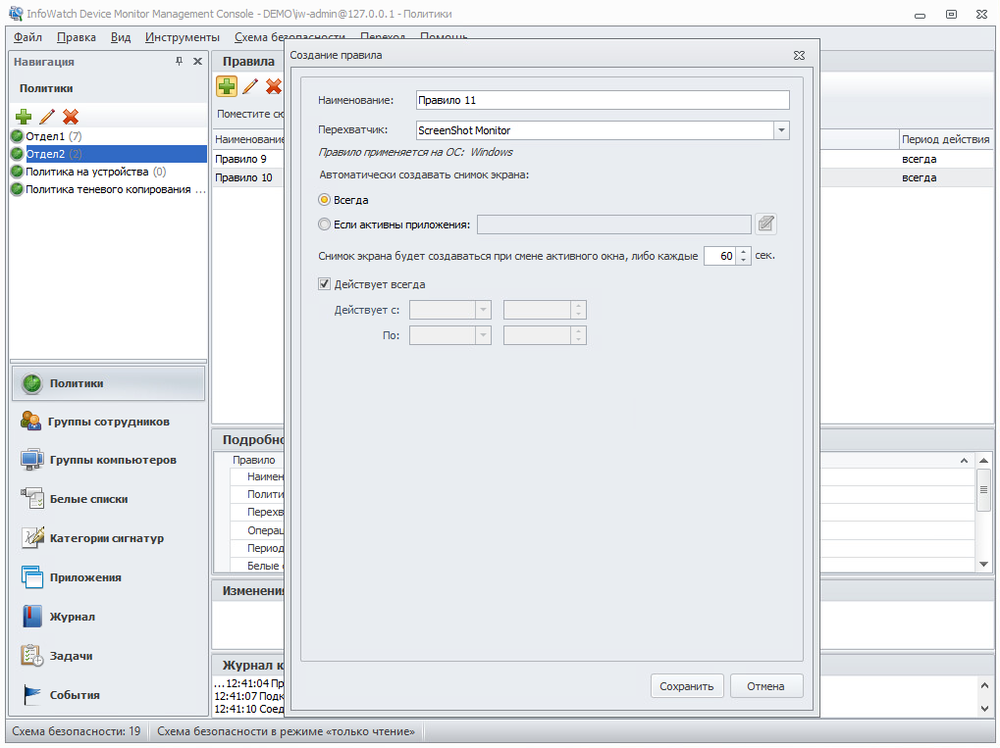 InfoWatch Device Monitor Management Console - DEMO\iw-admin@127.0.0.1 - Политики
Файл Правка Вид Инструменты Схема безопасности Переход Помощь
Навигация
Политики
Отдел1 (7)
Отдел2 (2)
Политика на устройства (0)
Политика теневого копирования ...
Политики
Группы сотрудников
Группы компьютеров
Белые списки
Категории сигнатур
Приложения
Журнал
Задачи
События
Правила
Поместите ск
Наименование
Период действия
Правило 9
всегда
Правило 10
всегда
Подробно
Правило
Наимен
Полити
Перехв
Операц
Период
Белые с
Изменения
Журнал к
...12:41:04 Пр
12:41:07 Подк
12:41:10 Соед
Создание правила
Наименование: Правило 11
Перехватчик: ScreenShot Monitor
Правило применяется на ОС: Windows
Автоматически создавать снимок экрана:
Всегда
Если активны приложения:
Снимок экрана будет создаваться при смене активного окна, либо каждые 60 сек.
Действует всегда
Действует с:
По:
Сохранить Отмена
Схема безопасности: 19 Схема безопасности в режиме «только чтение»